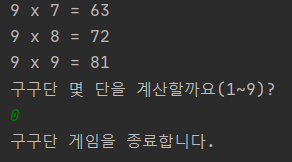 9 x 7 = 63
9 x 8 = 72
9 x 9 = 81
구구단 몇 단을 계산할까요(1~9)?
0
구구단 게임을 종료합니다.